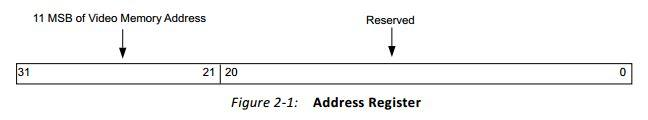 11 MSB of Video Memory Address
Reserved
31 21 20 0
Figure 2-1: Address Register